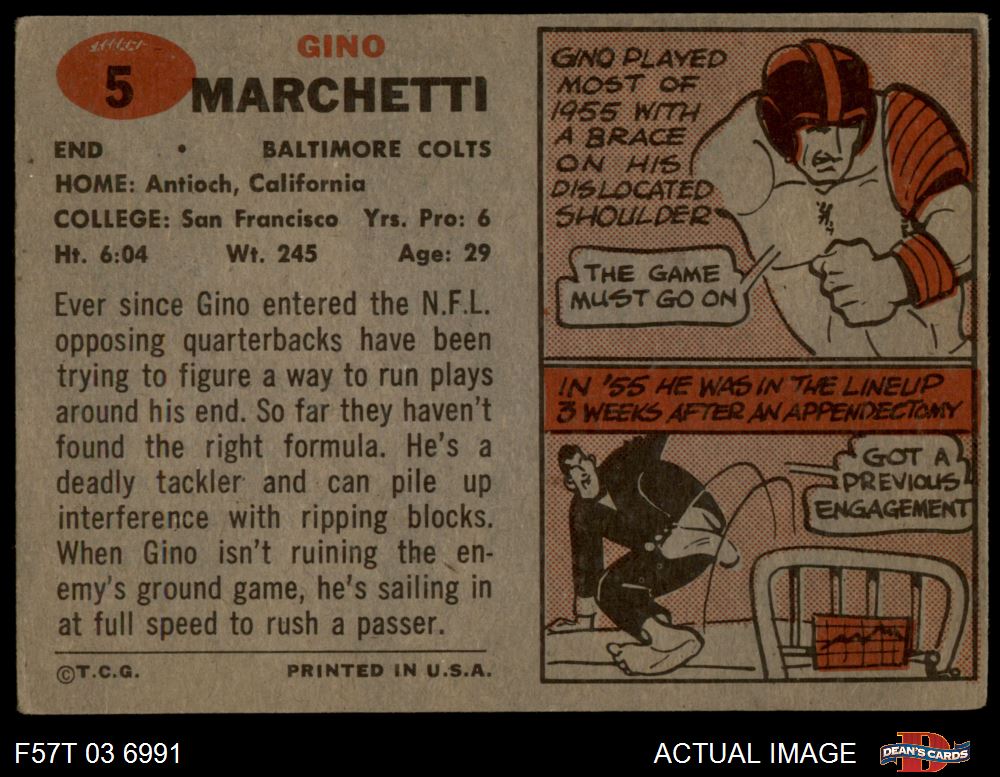 5
GINO
MARCHETTI
END • BALTIMORE COLTS
HOME: Antioch, California
COLLEGE: San Francisco Yrs. Pro: 6
Ht. 6:04 Wt. 245 Age: 29
Ever since Gino entered the N.F.L.
opposing quarterbacks have been
trying to figure a way to run plays
around his end. So far they haven't
found the right formula. He's a
deadly tackler and can pile up
interference with ripping blocks.
When Gino isn't ruining the en-
emy's ground game, he's sailing in
at full speed to rush a passer.
©T.C.G. PRINTED IN U.S.A.
GINO PLAYED
MOST OF
1955 WITH
A BRACE
ON HIS
DISLOCATED
SHOULDER
THE GAME
MUST GO ON
IN '55 HE WAS IN THE LINEUP
3 WEEKS AFTER AN APPENDECTOMY
GOT A
PREVIOUS
ENGAGEMENT
F57T 03 6991
ACTUAL IMAGE
DEAN'S CARDS